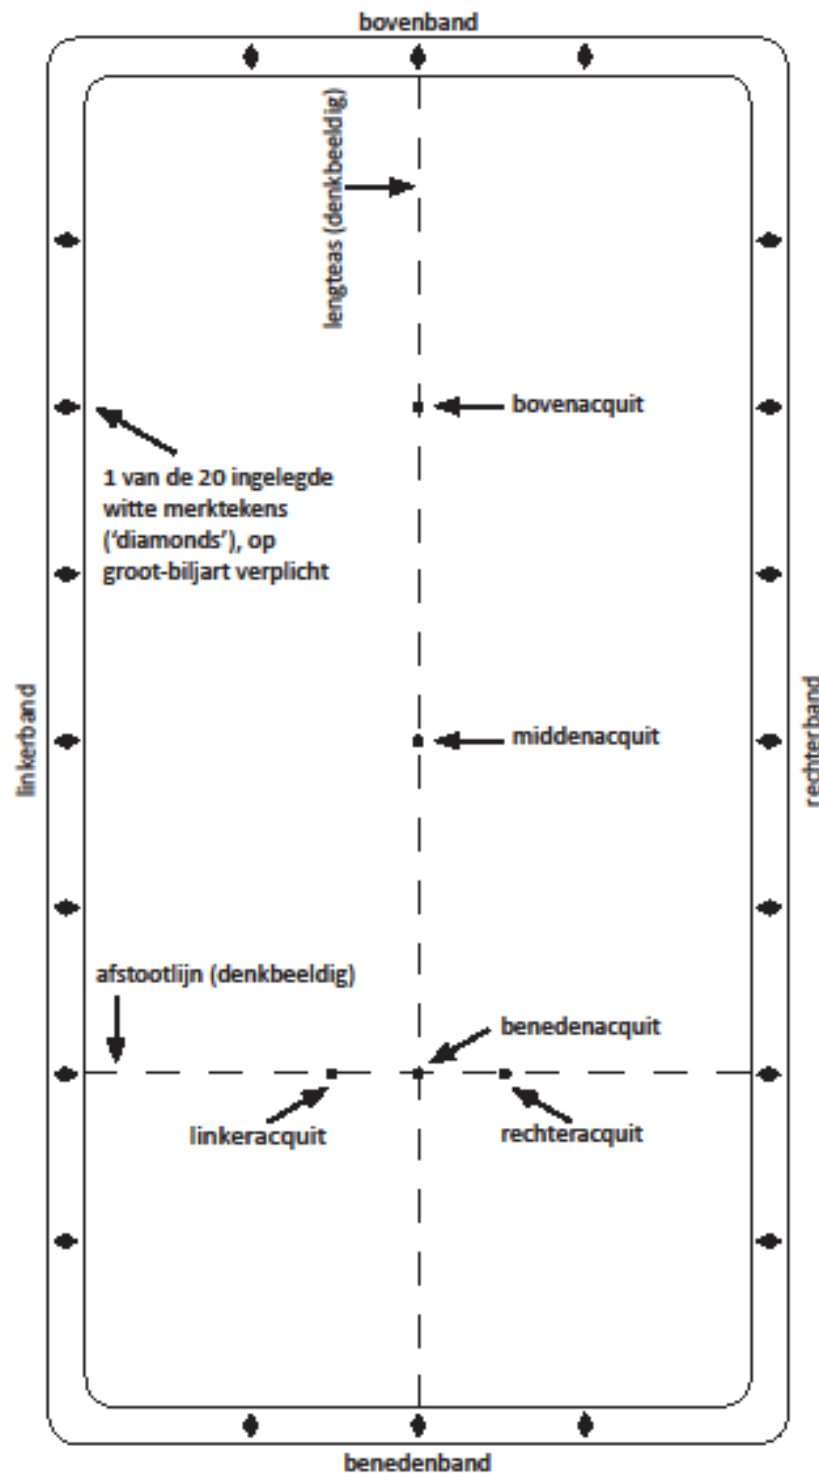 bovenband
lengteas (denkbeeldig)
bovenacquit
1 van de 20 ingelegde
witte merktekens
(‘diamonds’), op
groot-biljart verplicht
linkerband
rechterband
middenacquit
afstootlijn (denkbeeldig)
benedenacquit
linkeracquit
rechteracquit
benedenband